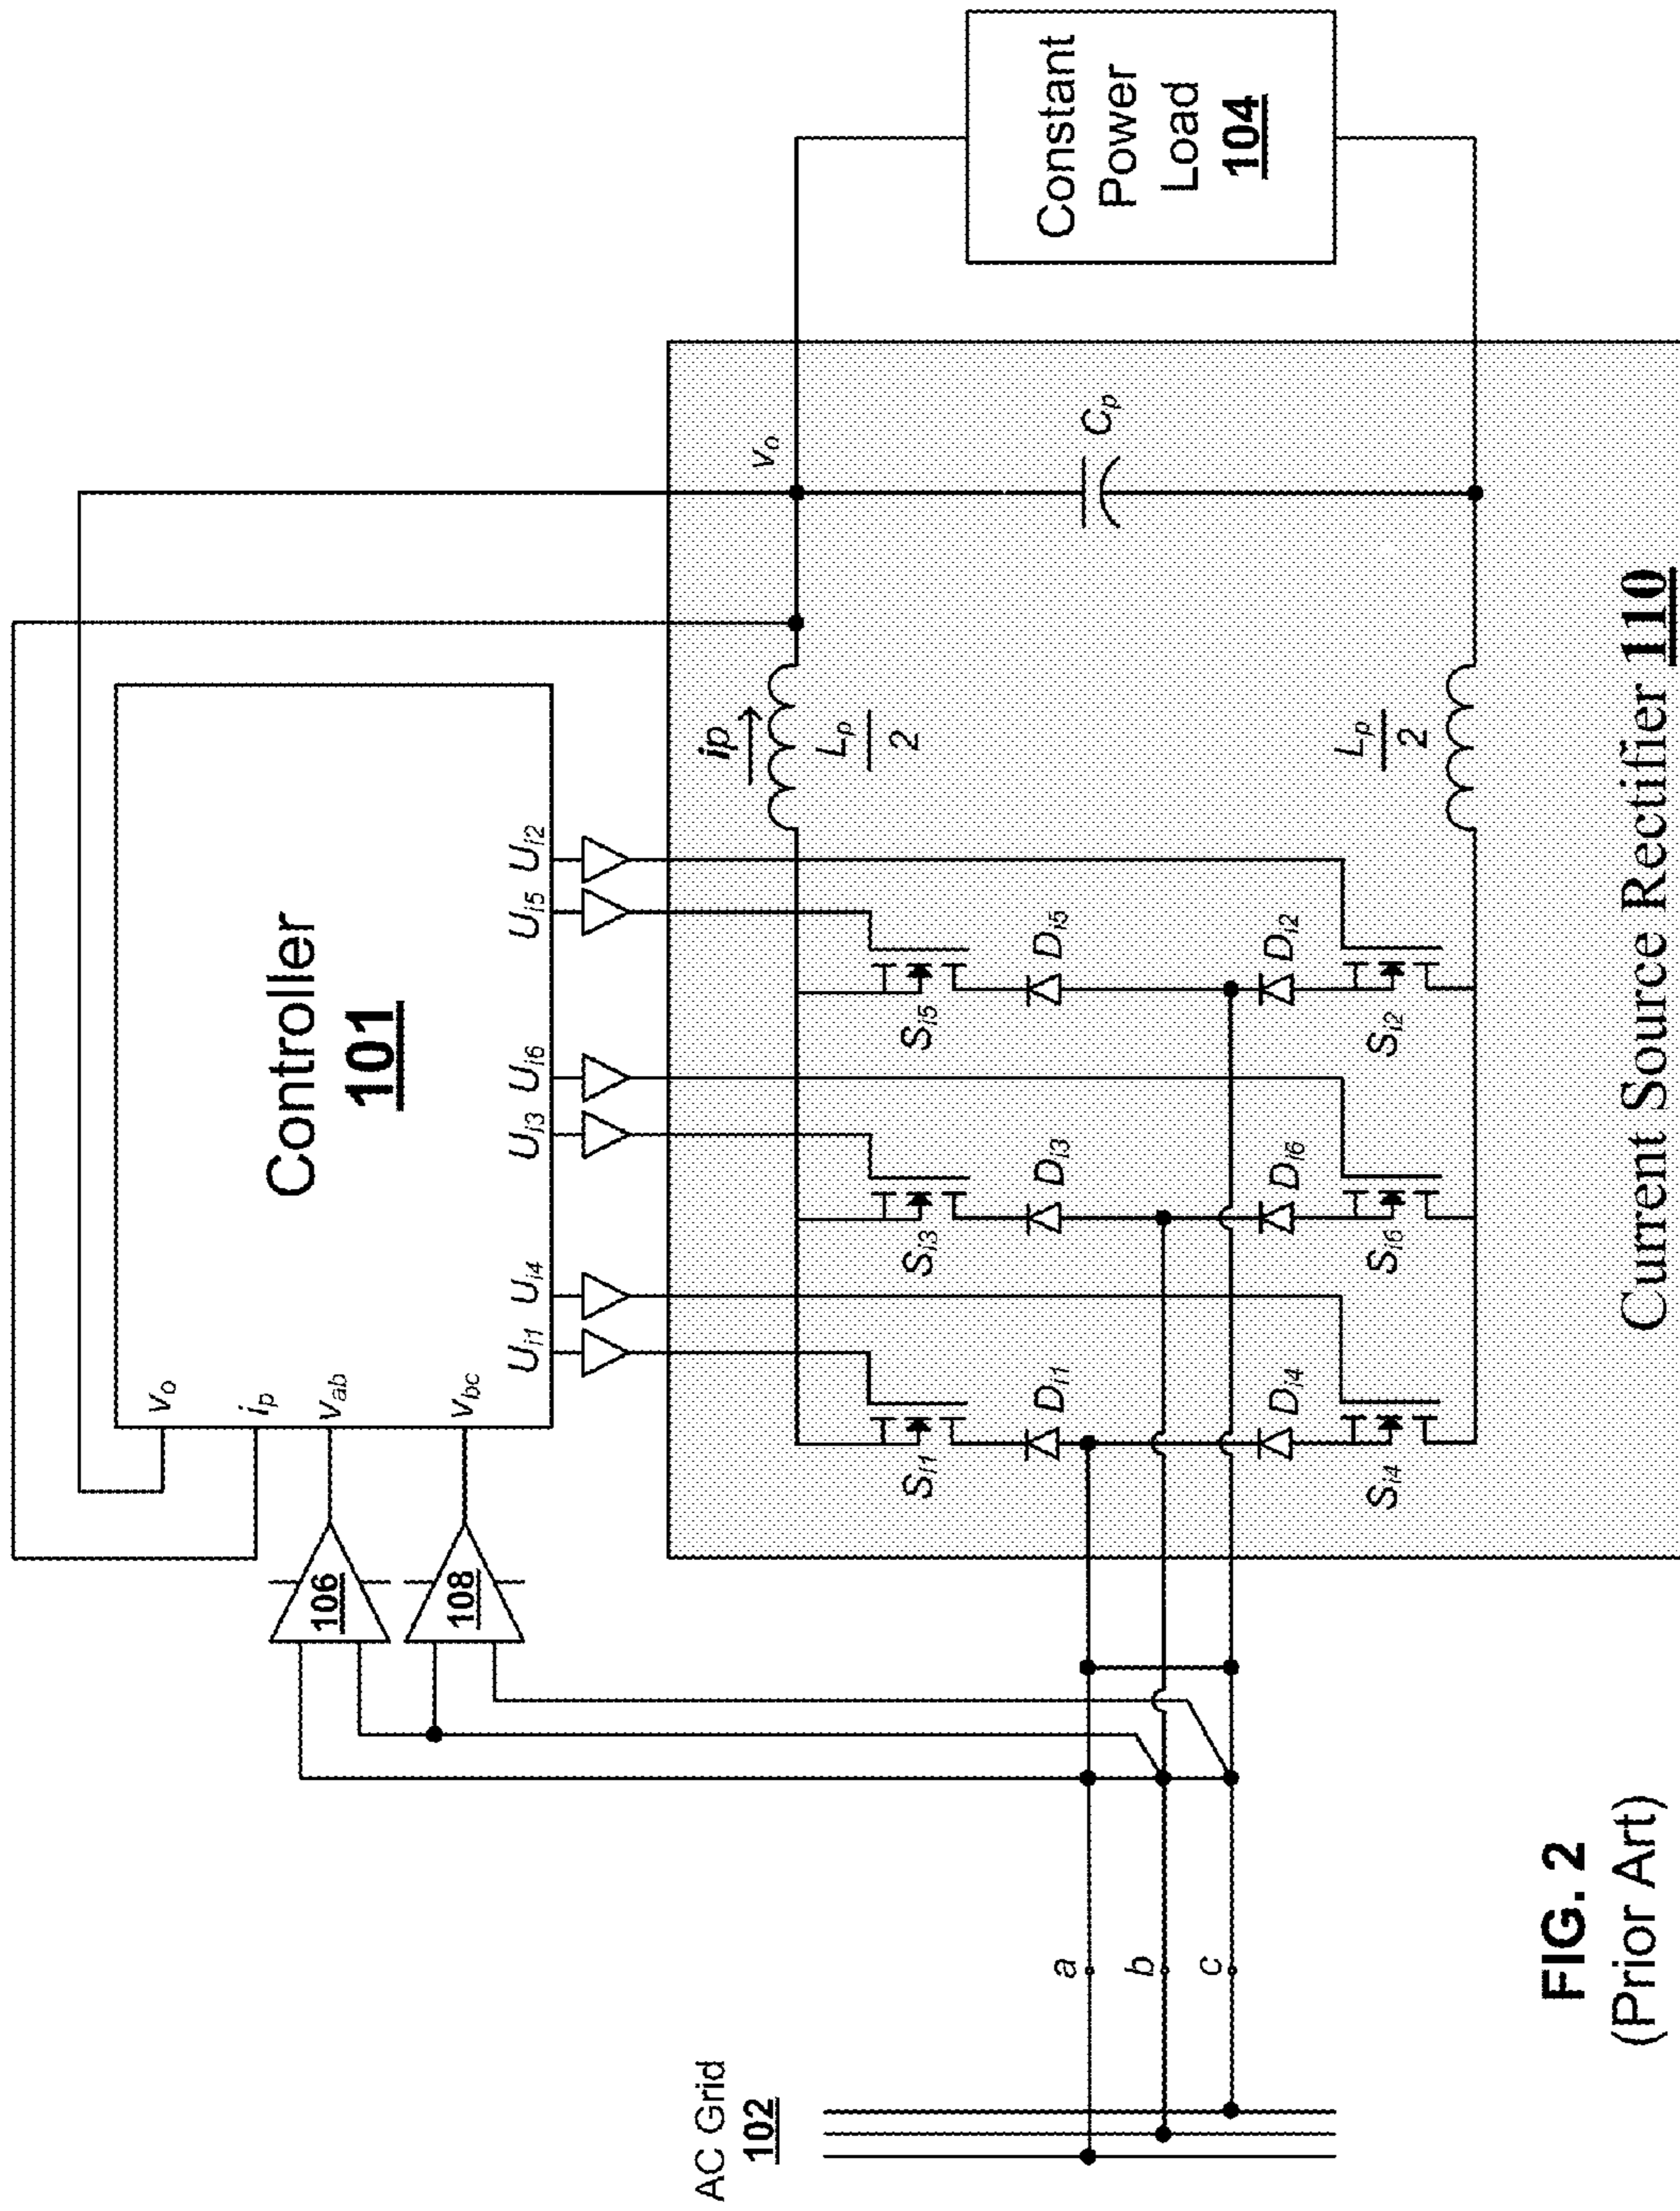 Controller
101
v_o
i_p
v_ab
v_bc
U_i1
U_i4
U_i3
U_i6
U_i5
U_i2
106
108
AC Grid
102
a
b
c
S_i1
D_i1
S_i3
D_i3
S_i5
D_i5
D_i4
S_i4
D_i6
S_i6
D_i2
S_i2
ip
L_p
2
L_p
2
v_o
C_p
Constant
Power
Load
104
Current Source Rectifier 110
FIG. 2
(Prior Art)